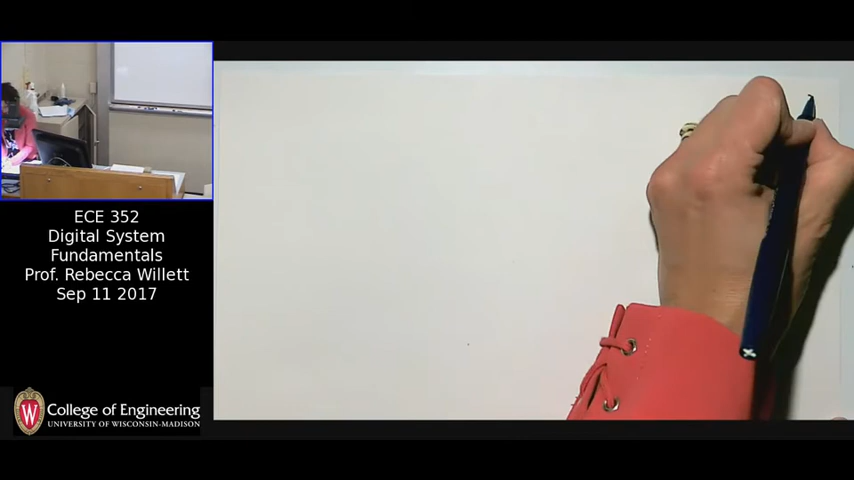 ECE 352
Digital System
Fundamentals
Prof. Rebecca Willett
Sep 11 2017
W
College of Engineering
UNIVERSITY OF WISCONSIN-MADISON